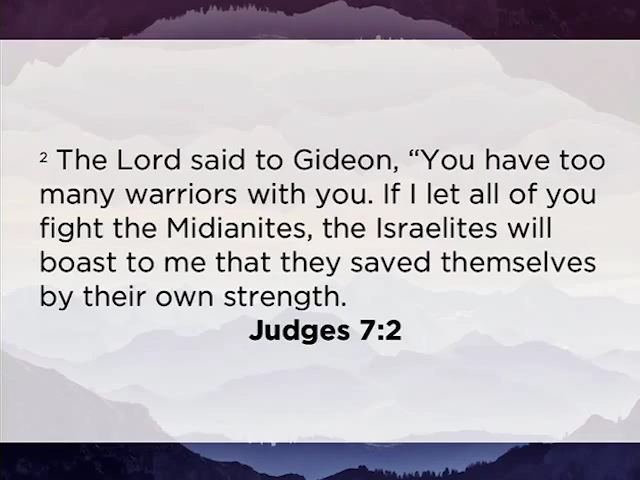 2 The Lord said to Gideon, “You have too
many warriors with you. If I let all of you
fight the Midianites, the Israelites will
boast to me that they saved themselves
by their own strength.
Judges 7:2